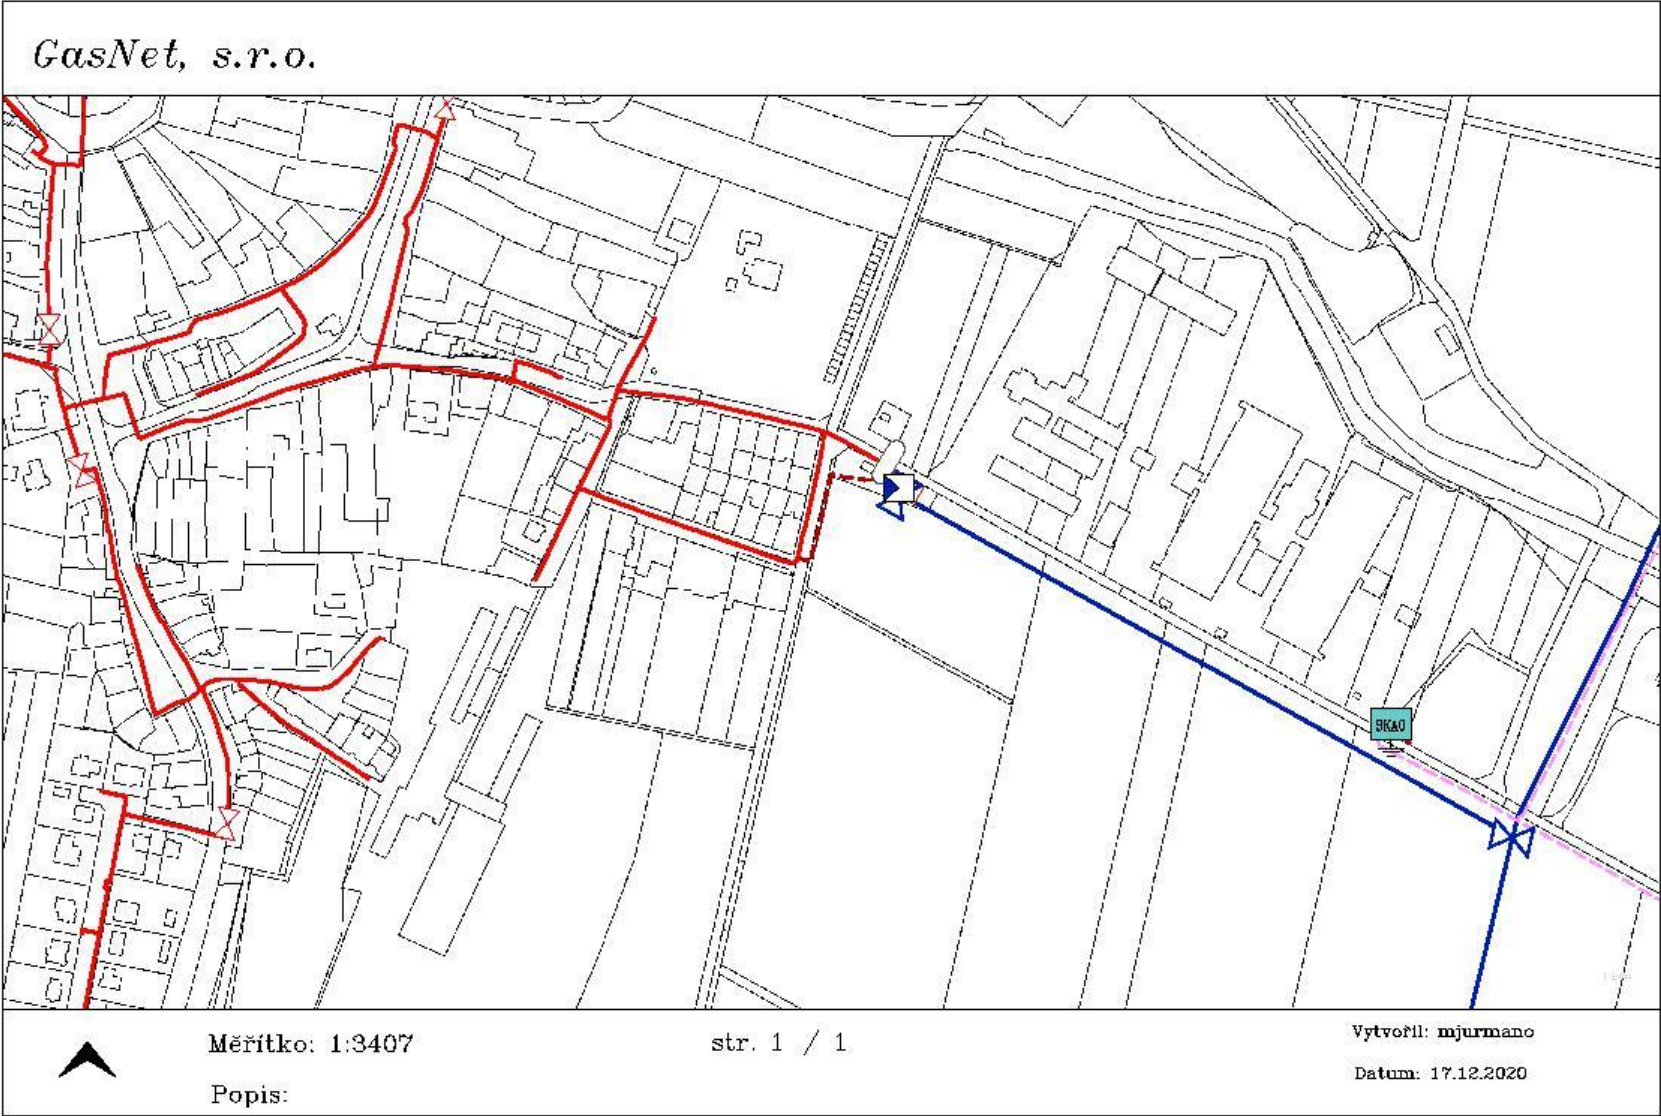 GasNet, s.r.o.
SKAO
Měřítko: 1:3407
str. 1 / 1
Vytvořil: mjurmano
Datum: 17.12.2020
Popis: